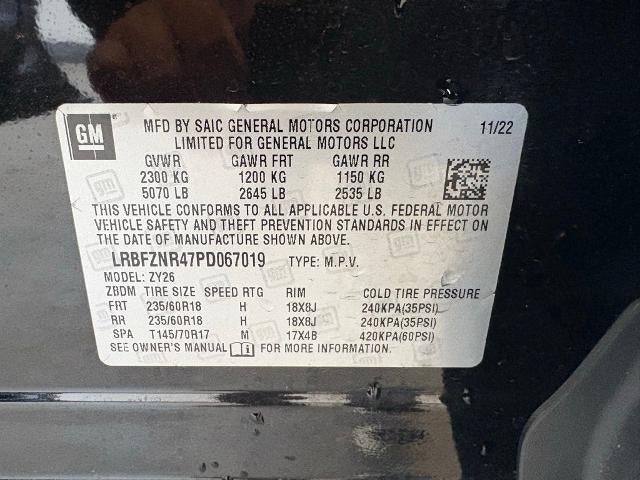 GM
MFD BY SAIC GENERAL MOTORS CORPORATION 11/22
LIMITED FOR GENERAL MOTORS LLC
GVWR GAWR FRT GAWR RR
2300 KG 1200 KG 1150 KG
5070 LB 2645 LB 2535 LB
THIS VEHICLE CONFORMS TO ALL APPLICABLE U.S. FEDERAL MOTOR
VEHICLE SAFETY AND THEFT PREVENTION STANDARDS IN EFFECT ON
THE DATE OF MANUFACTURE SHOWN ABOVE.
LRBFZNR47PD067019 TYPE: M.P.V.
MODEL: ZY26
ZBDM TIRE SIZE SPEED RTG RIM COLD TIRE PRESSURE
FRT 235/60R18 H 18X8J 240KPA(35PSI)
RR 235/60R18 H 18X8J 240KPA(35PSI)
SPA T145/70R17 M 17X4B 420KPA(60PSI)
SEE OWNER'S MANUAL FOR MORE INFORMATION.